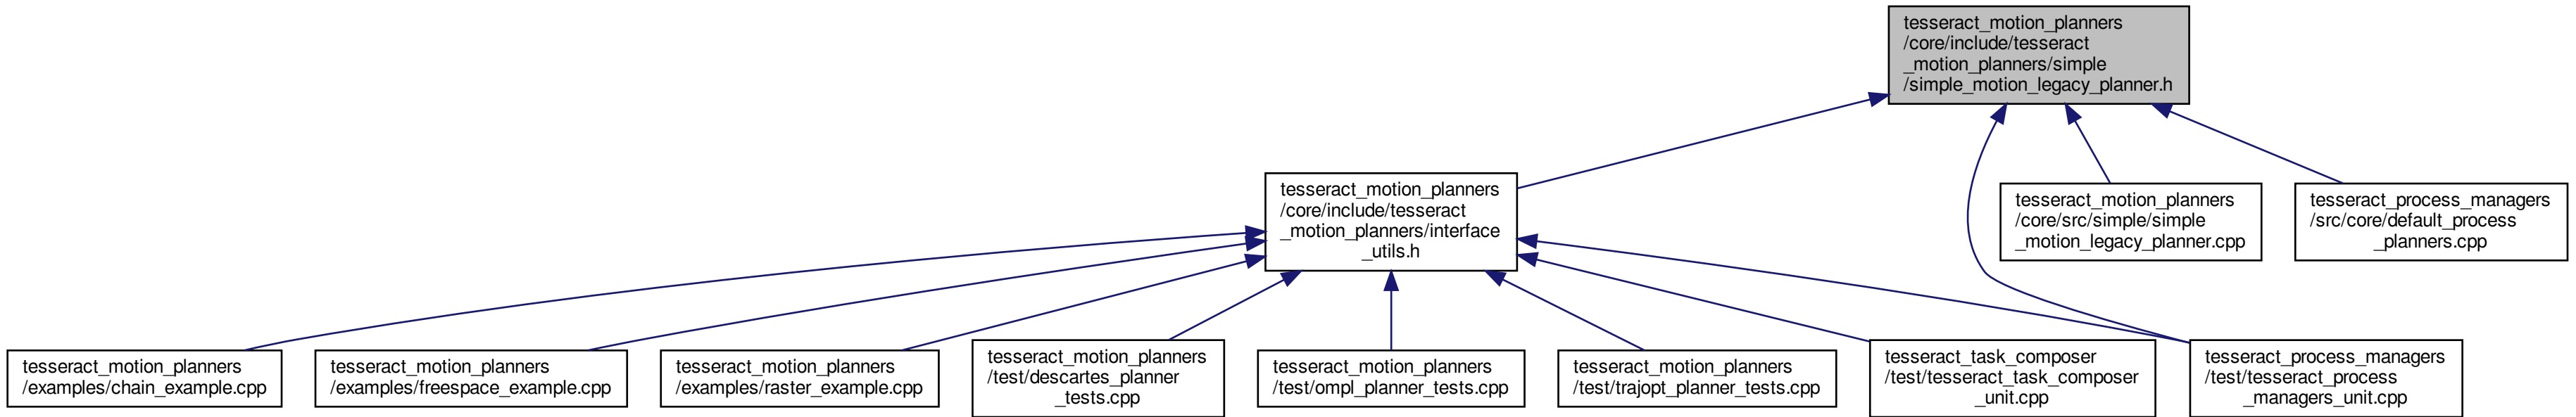 tesseract_motion_planners
/core/include/tesseract
_motion_planners/simple
/simple_motion_legacy_planner.h
tesseract_motion_planners
/core/include/tesseract
_motion_planners/interface
_utils.h
tesseract_motion_planners
/core/src/simple/simple
_motion_legacy_planner.cpp
tesseract_process_managers
/src/core/default_process
_planners.cpp
tesseract_motion_planners
/examples/chain_example.cpp
tesseract_motion_planners
/examples/freespace_example.cpp
tesseract_motion_planners
/examples/raster_example.cpp
tesseract_motion_planners
/test/descartes_planner
_tests.cpp
tesseract_motion_planners
/test/ompl_planner_tests.cpp
tesseract_motion_planners
/test/trajopt_planner_tests.cpp
tesseract_task_composer
/test/tesseract_task_composer
_unit.cpp
tesseract_process_managers
/test/tesseract_process
_managers_unit.cpp